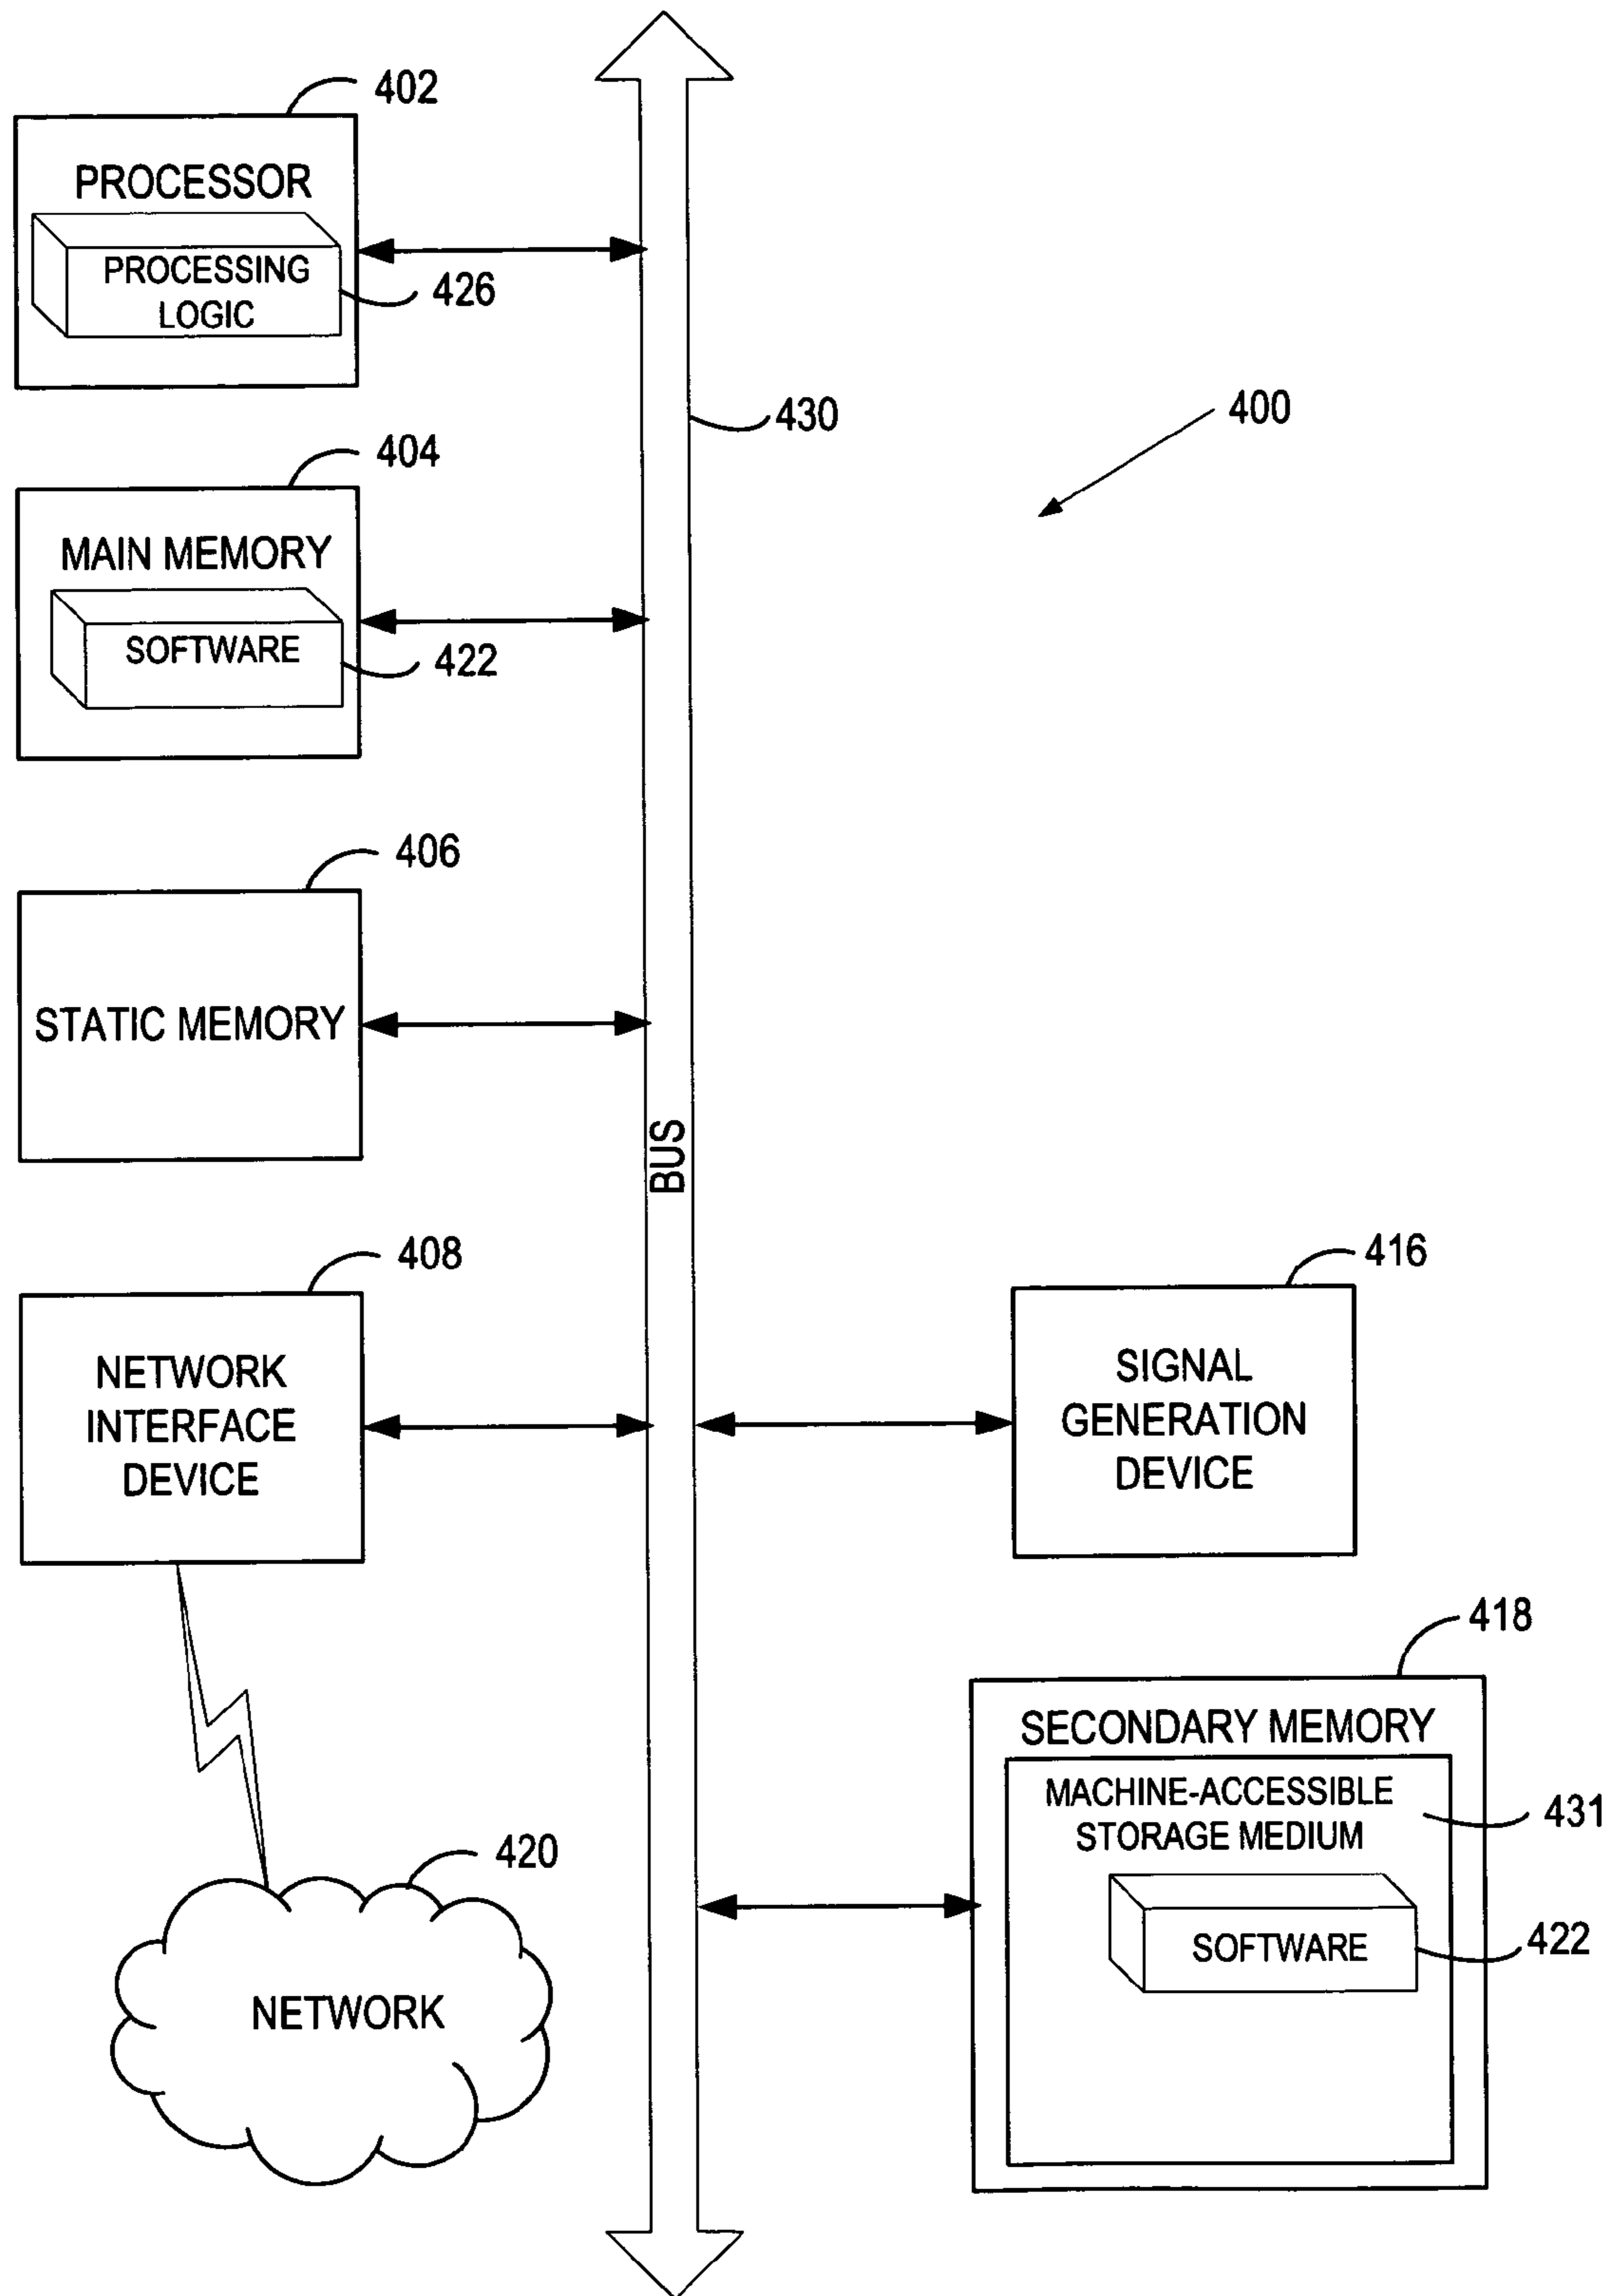 402
PROCESSOR
PROCESSING
LOGIC
426
430
400
404
MAIN MEMORY
SOFTWARE
422
406
STATIC MEMORY
BUS
408
NETWORK
INTERFACE
DEVICE
416
SIGNAL
GENERATION
DEVICE
418
SECONDARY MEMORY
MACHINE-ACCESSIBLE
STORAGE MEDIUM
431
SOFTWARE
422
420
NETWORK